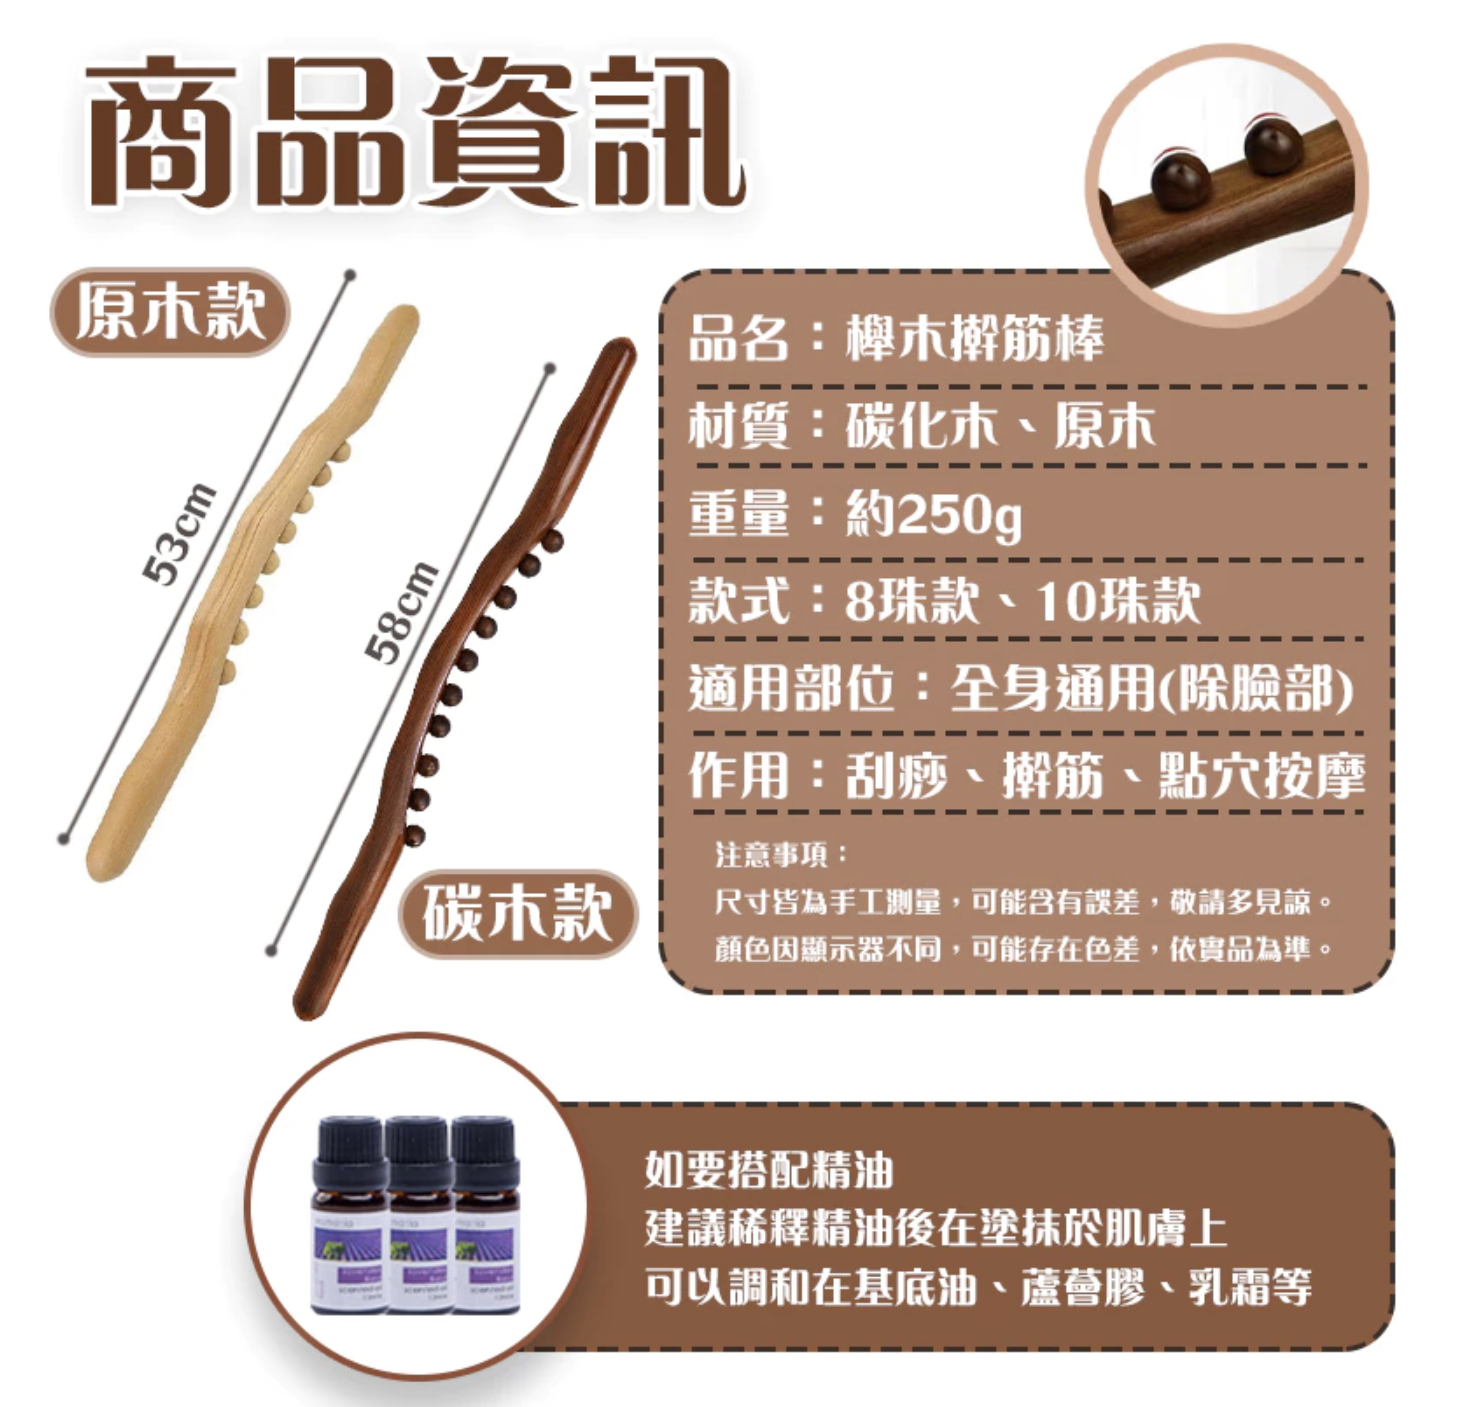 商品資訊
原木款
53cm
58cm
碳木款
品名：櫸木擀筋棒
材質：碳化木、原木
重量：約250g
款式：8珠款、10珠款
適用部位：全身通用(除臉部)
作用：刮痧、擀筋、點穴按摩
注意事項：
尺寸皆為手工測量，可能含有誤差，敬請多見諒。
顏色因顯示器不同，可能存在色差，依實品為準。
如要搭配精油
建議稀釋精油後在塗抹於肌膚上
可以調和在基底油、蘆薈膠、乳霜等